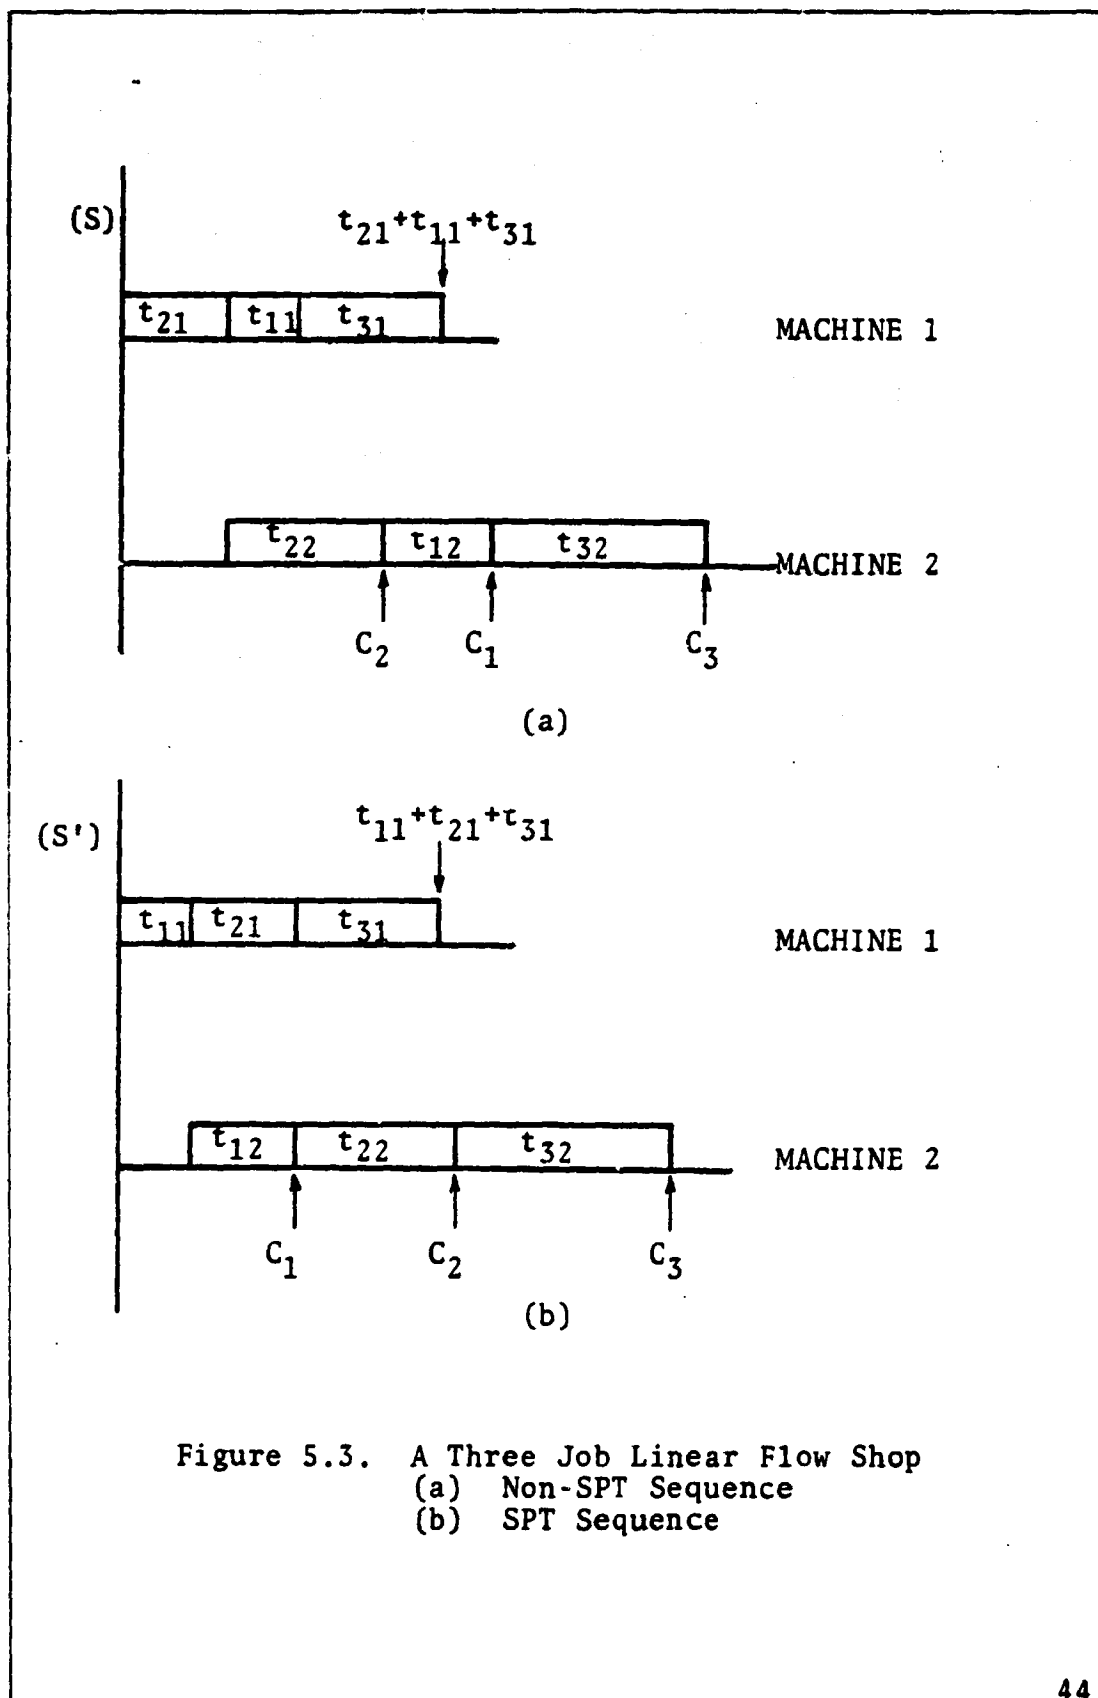 (S)
t21+t11+t31
t21 t11 t31
MACHINE 1
t22 t12 t32
MACHINE 2
C2 C1 C3
(a)
(S')
t11+t21+t31
t11 t21 t31
MACHINE 1
t12 t22 t32
MACHINE 2
C1 C2 C3
(b)
Figure 5.3. A Three Job Linear Flow Shop
(a) Non-SPT Sequence
(b) SPT Sequence
44